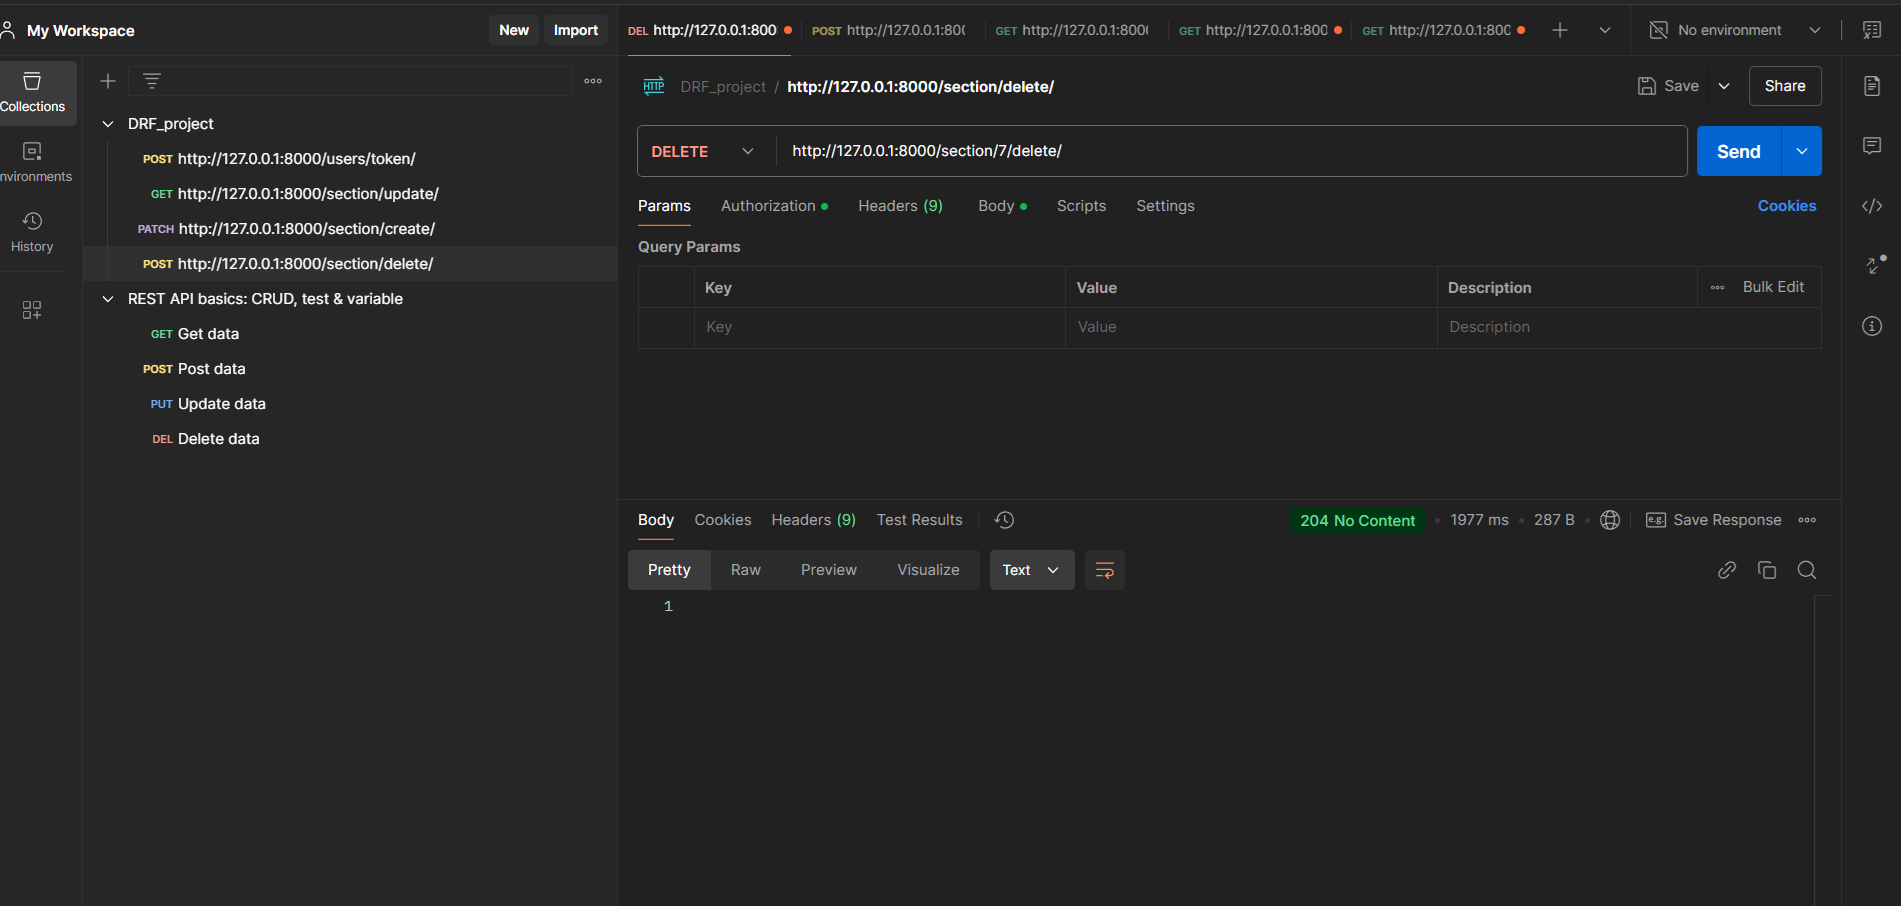 My Workspace
New
Import
DEL http://127.0.0.1:800
POST http://127.0.0.1:800
GET http://127.0.0.1:800
GET http://127.0.0.1:800
GET http://127.0.0.1:800
No environment
Collections
nvironments
History
DRF_project
POST http://127.0.0.1:8000/users/token/
GET http://127.0.0.1:8000/section/update/
PATCH http://127.0.0.1:8000/section/create/
POST http://127.0.0.1:8000/section/delete/
REST API basics: CRUD, test & variable
GET Get data
POST Post data
PUT Update data
DEL Delete data
HTTP DRF_project / http://127.0.0.1:8000/section/delete/
Save
Share
DELETE http://127.0.0.1:8000/section/7/delete/
Send
Params Authorization Headers (9) Body Scripts Settings
Cookies
Query Params
Key Value Description Bulk Edit
Key Value Description
Body Cookies Headers (9) Test Results
204 No Content 1977 ms 287 B e.g. Save Response
Pretty Raw Preview Visualize Text
1